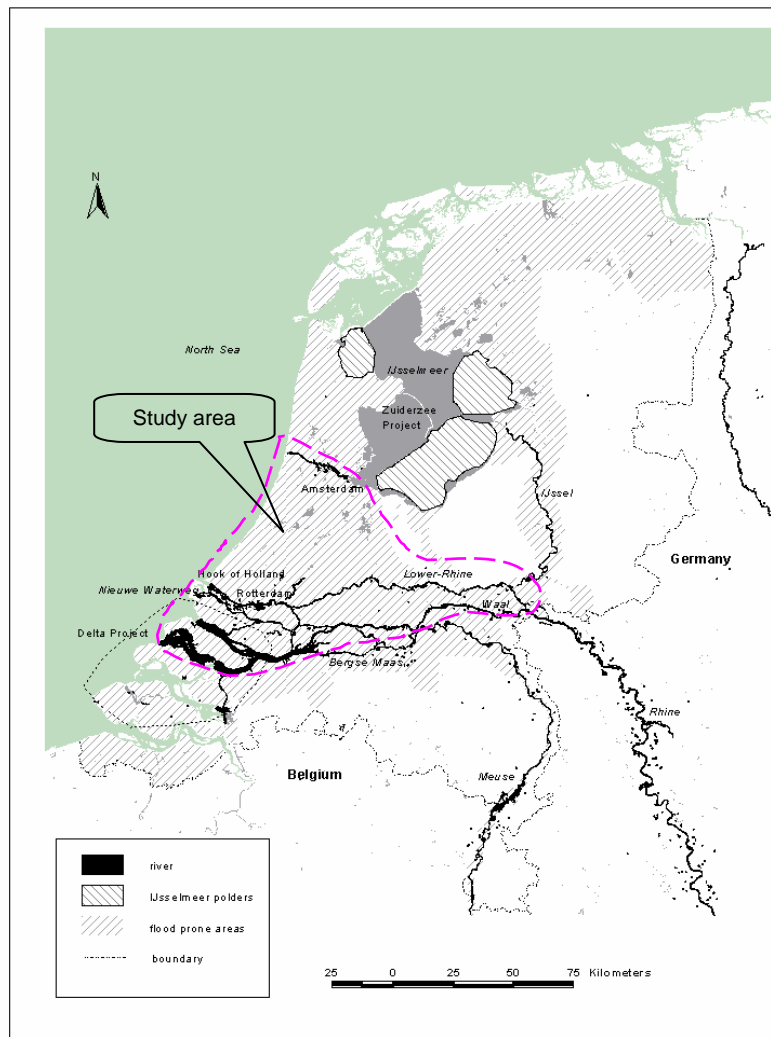 N
North Sea
IJsselmeer
Zuiderzee
Project
Study area
Amsterdam
IJssel
Germany
Hook of Holland
Lower-Rhine
Nieuwe Waterweg
Rotterdam
Waal
Delta Project
Bergse Maas
Rhine
Belgium
Meuse
river
IJsselmeer polders
flood prone areas
boundary
25 0 25 50 75 Kilometers